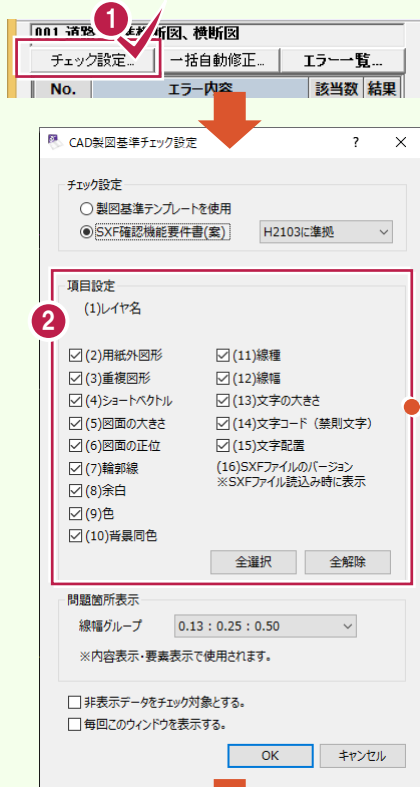 1
001 道路 断図、横断図
チェック設定... 一括自動修正... エラー一覧...
No. エラー内容 該当数 結果
CAD製図基準チェック設定 ? ×
チェック設定
製図基準テンプレートを使用
SXF確認機能要件書(案) H2103に準拠
2
項目設定
(1)レイヤ名
(2)用紙外図形 (11)線種
(3)重複図形 (12)線幅
(4)ショートベクトル (13)文字の大きさ
(5)図面の大きさ (14)文字コード（禁則文字）
(6)図面の正位 (15)文字配置
(7)輪郭線 (16)SXFファイルのバージョン
※SXFファイル読込み時に表示
(8)余白
(9)色
(10)背景同色
全選択 全解除
問題箇所表示
線幅グループ 0.13：0.25：0.50
※内容表示・要素表示で使用されます。
非表示データをチェック対象とする。
毎回このウィンドウを表示する。
OK キャンセル